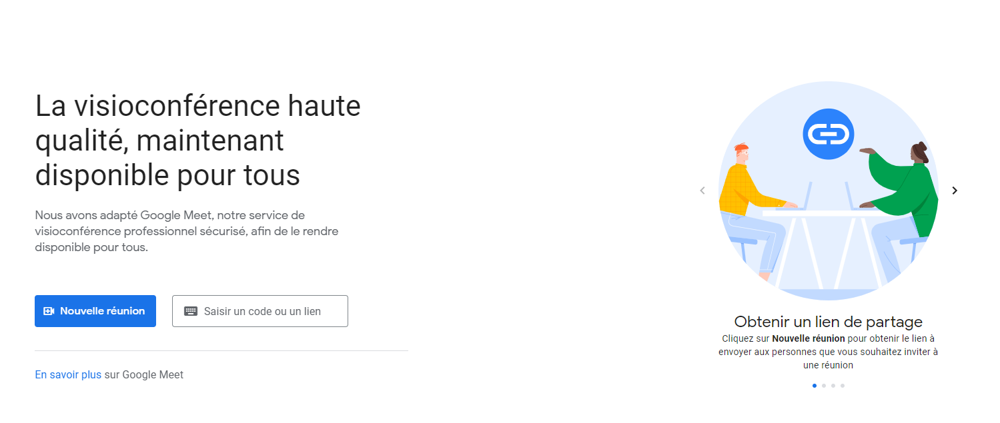 La visioconférence haute
qualité, maintenant
disponible pour tous
Nous avons adapté Google Meet, notre service de
visioconférence professionnel sécurisé, afin de le rendre
disponible pour tous.
Nouvelle réunion
Saisir un code ou un lien
En savoir plus sur Google Meet
Obtenir un lien de partage
Cliquez sur Nouvelle réunion pour obtenir le lien à
envoyer aux personnes que vous souhaitez inviter à
une réunion